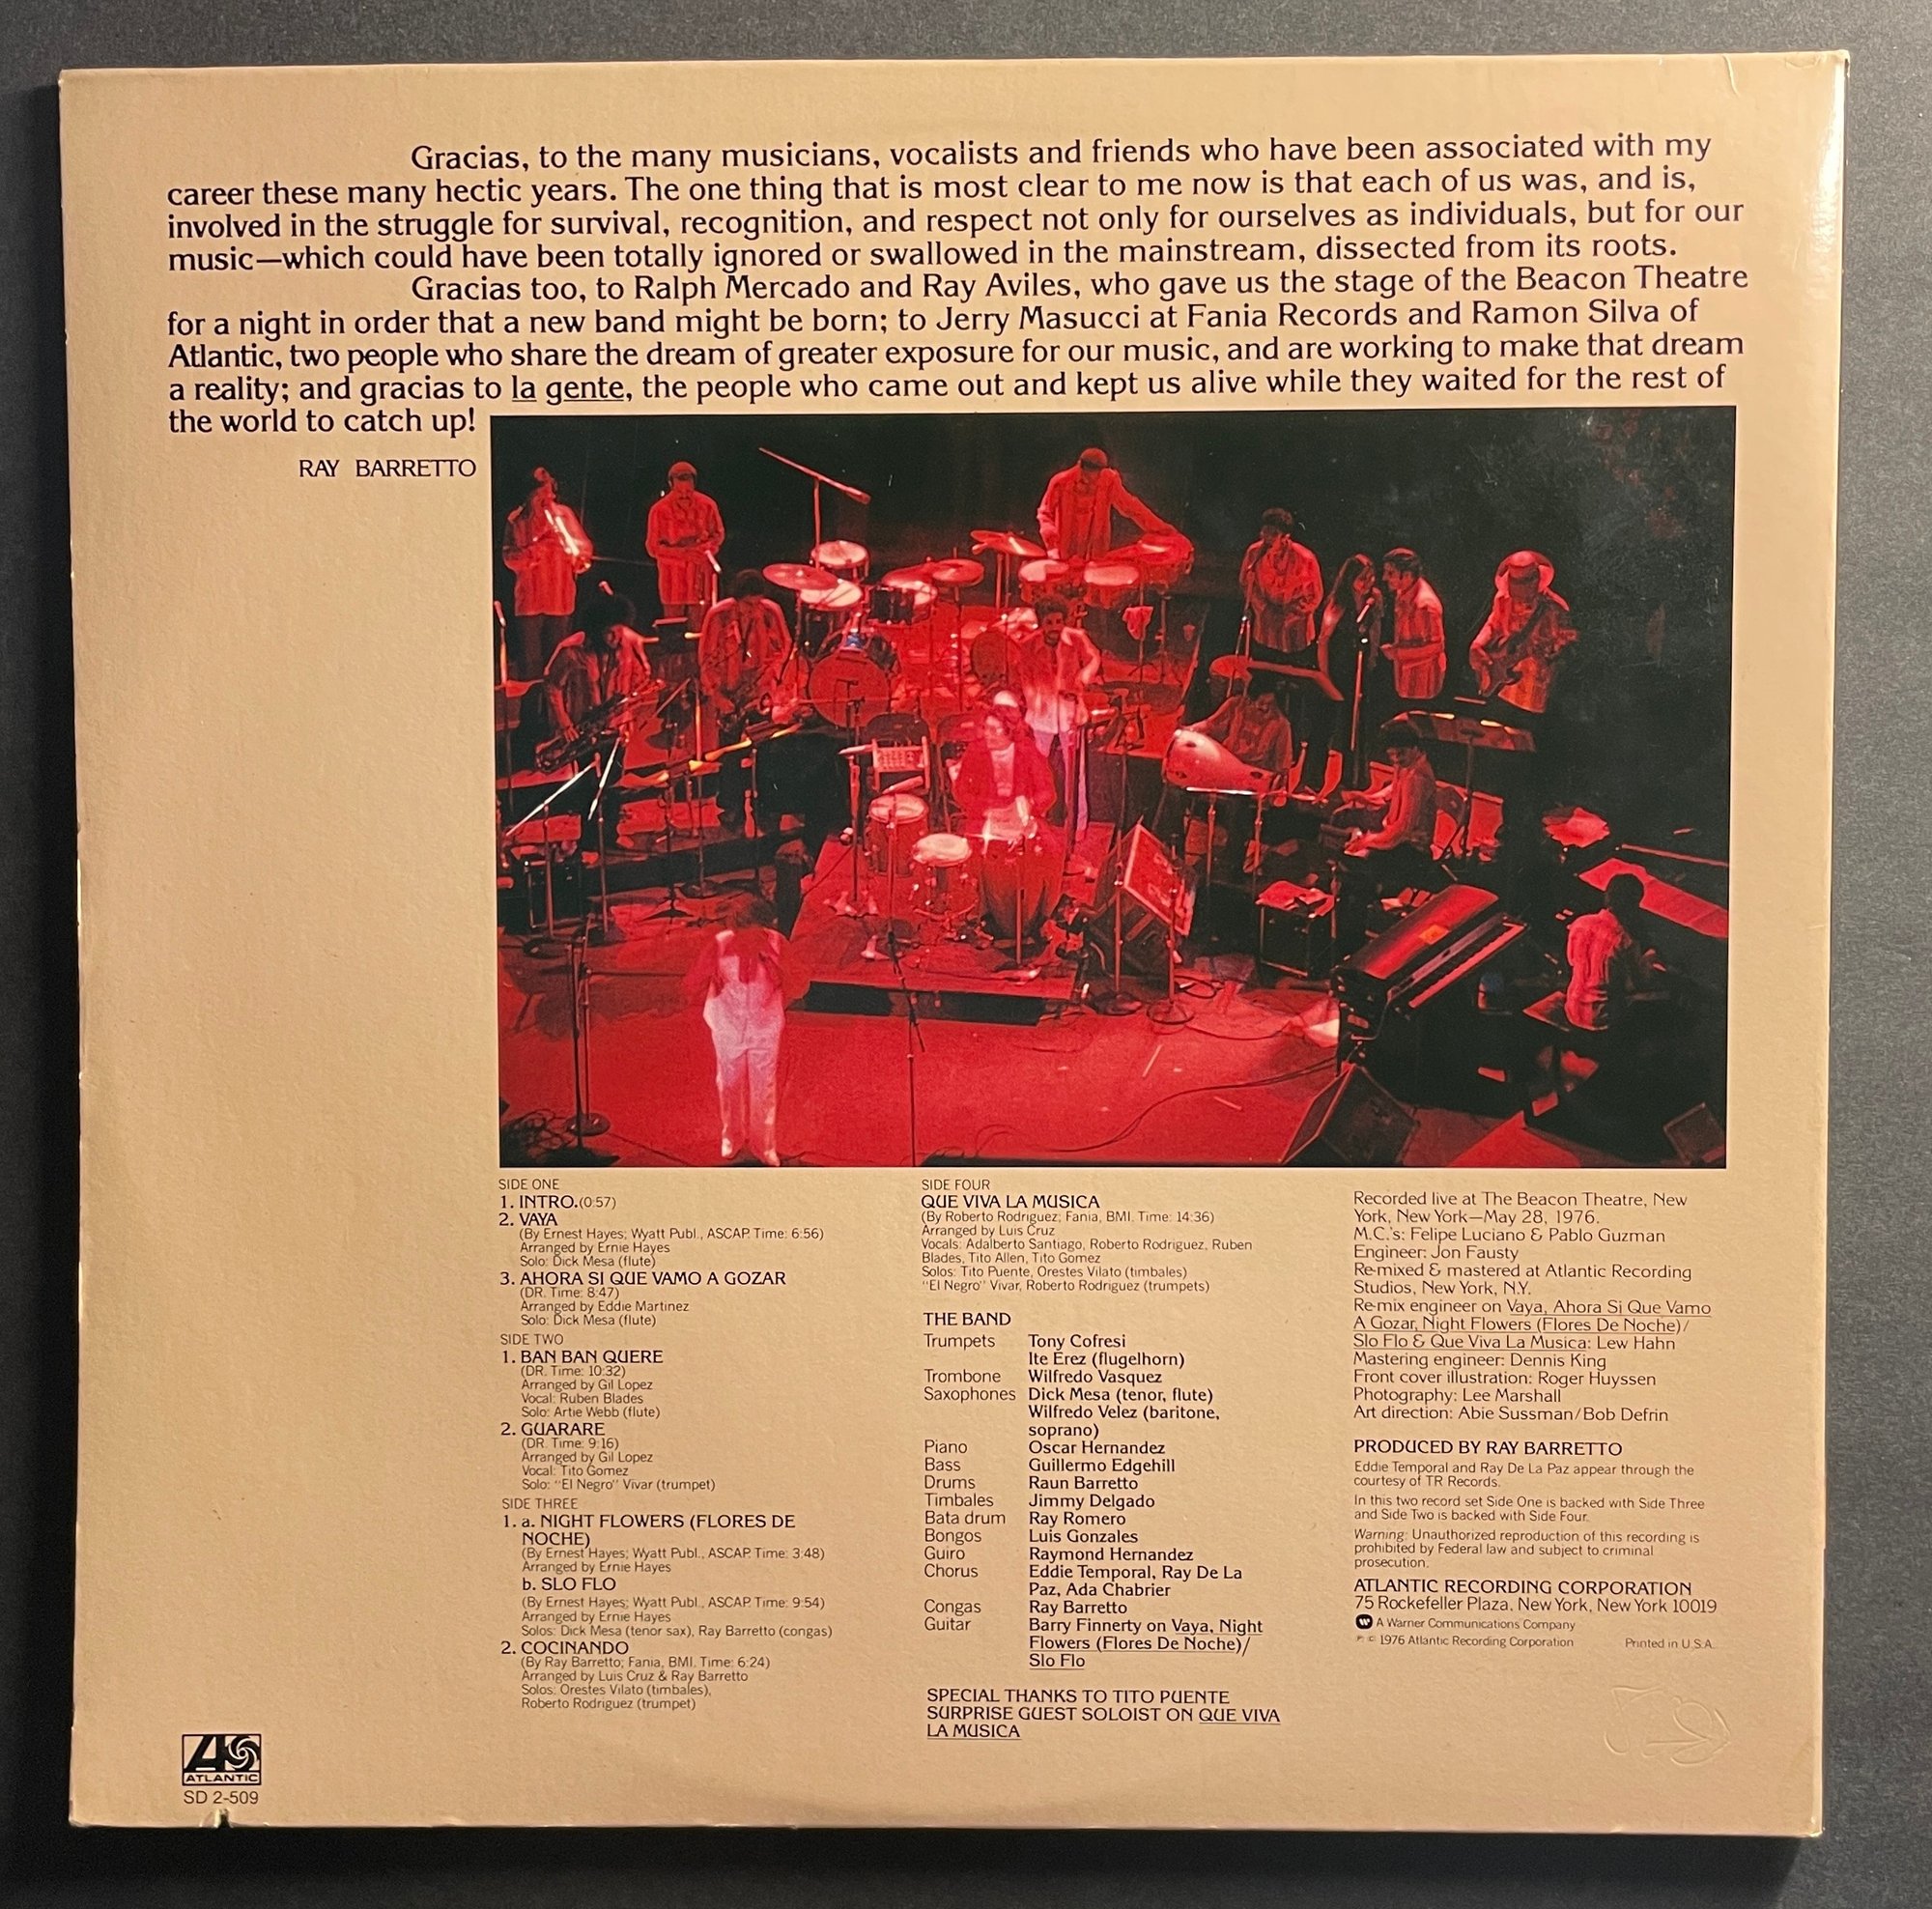 Gracias, to the many musicians, vocalists and friends who have been associated with my
career these many hectic years. The one thing that is most clear to me now is that each of us was, and is,
involved in the struggle for survival, recognition, and respect not only for ourselves as individuals, but for our
music—which could have been totally ignored or swallowed in the mainstream, dissected from its roots.
Gracias too, to Ralph Mercado and Ray Aviles, who gave us the stage of the Beacon Theatre
for a night in order that a new band might be born; to Jerry Masucci at Fania Records and Ramon Silva of
Atlantic, two people who share the dream of greater exposure for our music, and are working to make that dream
a reality; and gracias to la gente, the people who came out and kept us alive while they waited for the rest of
the world to catch up!
RAY BARRETTO
SIDE ONE
1. INTRO.(0:57)
2. VAYA
(By Ernest Hayes; Wyatt Publ., ASCAP. Time: 6:56)
Arranged by Ernie Hayes
Solo: Dick Mesa (flute)
3. AHORA SI QUE VAMO A GOZAR
(DR. Time: 8:47)
Arranged by Eddie Martinez
Solo: Dick Mesa (flute)
SIDE TWO
1. BAN BAN QUERE
(DR. Time: 10:32)
Arranged by Gil Lopez
Vocal: Ruben Blades
Solo: Artie Webb (flute)
2. GUARARE
(DR. Time: 9:16)
Arranged by Gil Lopez
Vocal: Tito Gomez
Solo: "El Negro" Vivar (trumpet)
SIDE THREE
1. a. NIGHT FLOWERS (FLORES DE
NOCHE)
(By Ernest Hayes; Wyatt Publ., ASCAP. Time: 3:48)
Arranged by Ernie Hayes
b. SLO FLO
(By Ernest Hayes; Wyatt Publ., ASCAP. Time: 9:54)
Arranged by Ernie Hayes
Solos: Dick Mesa (tenor sax), Ray Barretto (congas)
2. COCINANDO
(By Ray Barretto; Fania, BMI. Time: 6:24)
Arranged by Luis Cruz & Ray Barretto
Solos: Orestes Vilato (timbales),
Roberto Rodriguez (trumpet)
SIDE FOUR
QUE VIVA LA MUSICA
(By Roberto Rodriguez; Fania, BMI. Time: 14:36)
Arranged by Luis Cruz
Vocals: Adalberto Santiago, Roberto Rodriguez, Ruben
Blades, Tito Allen, Tito Gomez
Solos: Tito Puente, Orestes Vilato (timbales)
"El Negro" Vivar, Roberto Rodriguez (trumpets)
THE BAND
Trumpets Tony Cofresi
Ite Erez (flugelhorn)
Trombone Wilfredo Vasquez
Saxophones Dick Mesa (tenor, flute)
Wilfredo Velez (baritone,
soprano)
Piano Oscar Hernandez
Bass Guillermo Edgehill
Drums Raun Barretto
Timbales Jimmy Delgado
Bata drum Ray Romero
Bongos Luis Gonzales
Guiro Raymond Hernandez
Chorus Eddie Temporal, Ray De La
Paz, Ada Chabrier
Congas Ray Barretto
Guitar Barry Finnerty on Vaya, Night
Flowers (Flores De Noche)/
Slo Flo
SPECIAL THANKS TO TITO PUENTE
SURPRISE GUEST SOLOIST ON QUE VIVA
LA MUSICA
Recorded live at The Beacon Theatre, New
York, New York—May 28, 1976.
M.C.'s: Felipe Luciano & Pablo Guzman
Engineer: Jon Fausty
Re-mixed & mastered at Atlantic Recording
Studios, New York, N.Y.
Re-mix engineer on Vaya, Ahora Si Que Vamo
A Gozar, Night Flowers (Flores De Noche)/
Slo Flo & Que Viva La Musica: Lew Hahn
Mastering engineer: Dennis King
Front cover illustration: Roger Huyssen
Photography: Lee Marshall
Art direction: Abie Sussman/Bob Defrin
PRODUCED BY RAY BARRETTO
Eddie Temporal and Ray De La Paz appear through the
courtesy of TR Records.
In this two record set Side One is backed with Side Three
and Side Two is backed with Side Four.
Warning: Unauthorized reproduction of this recording is
prohibited by Federal law and subject to criminal
prosecution.
ATLANTIC RECORDING CORPORATION
75 Rockefeller Plaza, New York, New York 10019
A Warner Communications Company
℗ © 1976 Atlantic Recording Corporation Printed in U.S.A.
ATLANTIC
SD 2-509